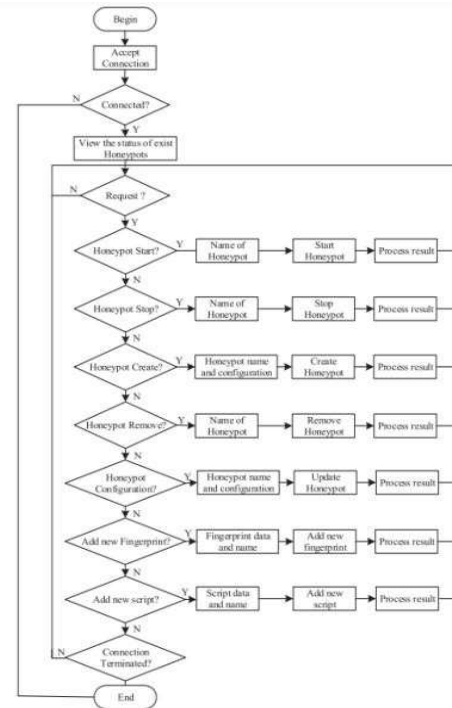 Begin
Accept
Connection
N
Connected?
Y
View the status of exist
Honeypots
N
Request ?
Y
Honeypot Start?
Y
Name of
Honeypot
Start
Honeypot
Process result
N
Honeypot Stop?
Y
Name of
Honeypot
Stop
Honeypot
Process result
N
Honeypot Create?
Y
Honeypot name
and configuration
Create
Honeypot
Process result
N
Honeypot Remove?
Y
Name of
Honeypot
Remove
Honeypot
Process result
N
Honeypot
Configuration?
Y
Honeypot name
and configuration
Update
Honeypot
Process result
N
Add new Fingerprint?
Y
Fingerprint data
and name
Add new
fingerprint
Process result
N
Add new script?
Y
Script data
and name
Add new
script
Process result
N
N
Connection
Terminated?
End